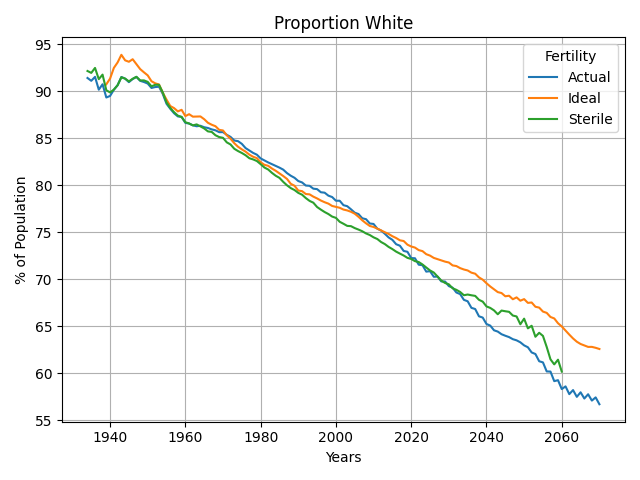 Proportion White
% of Population
95
90
85
80
75
70
65
60
55
Fertility
Actual
Ideal
Sterile
1940
1960
1980
2000
2020
2040
2060
Years